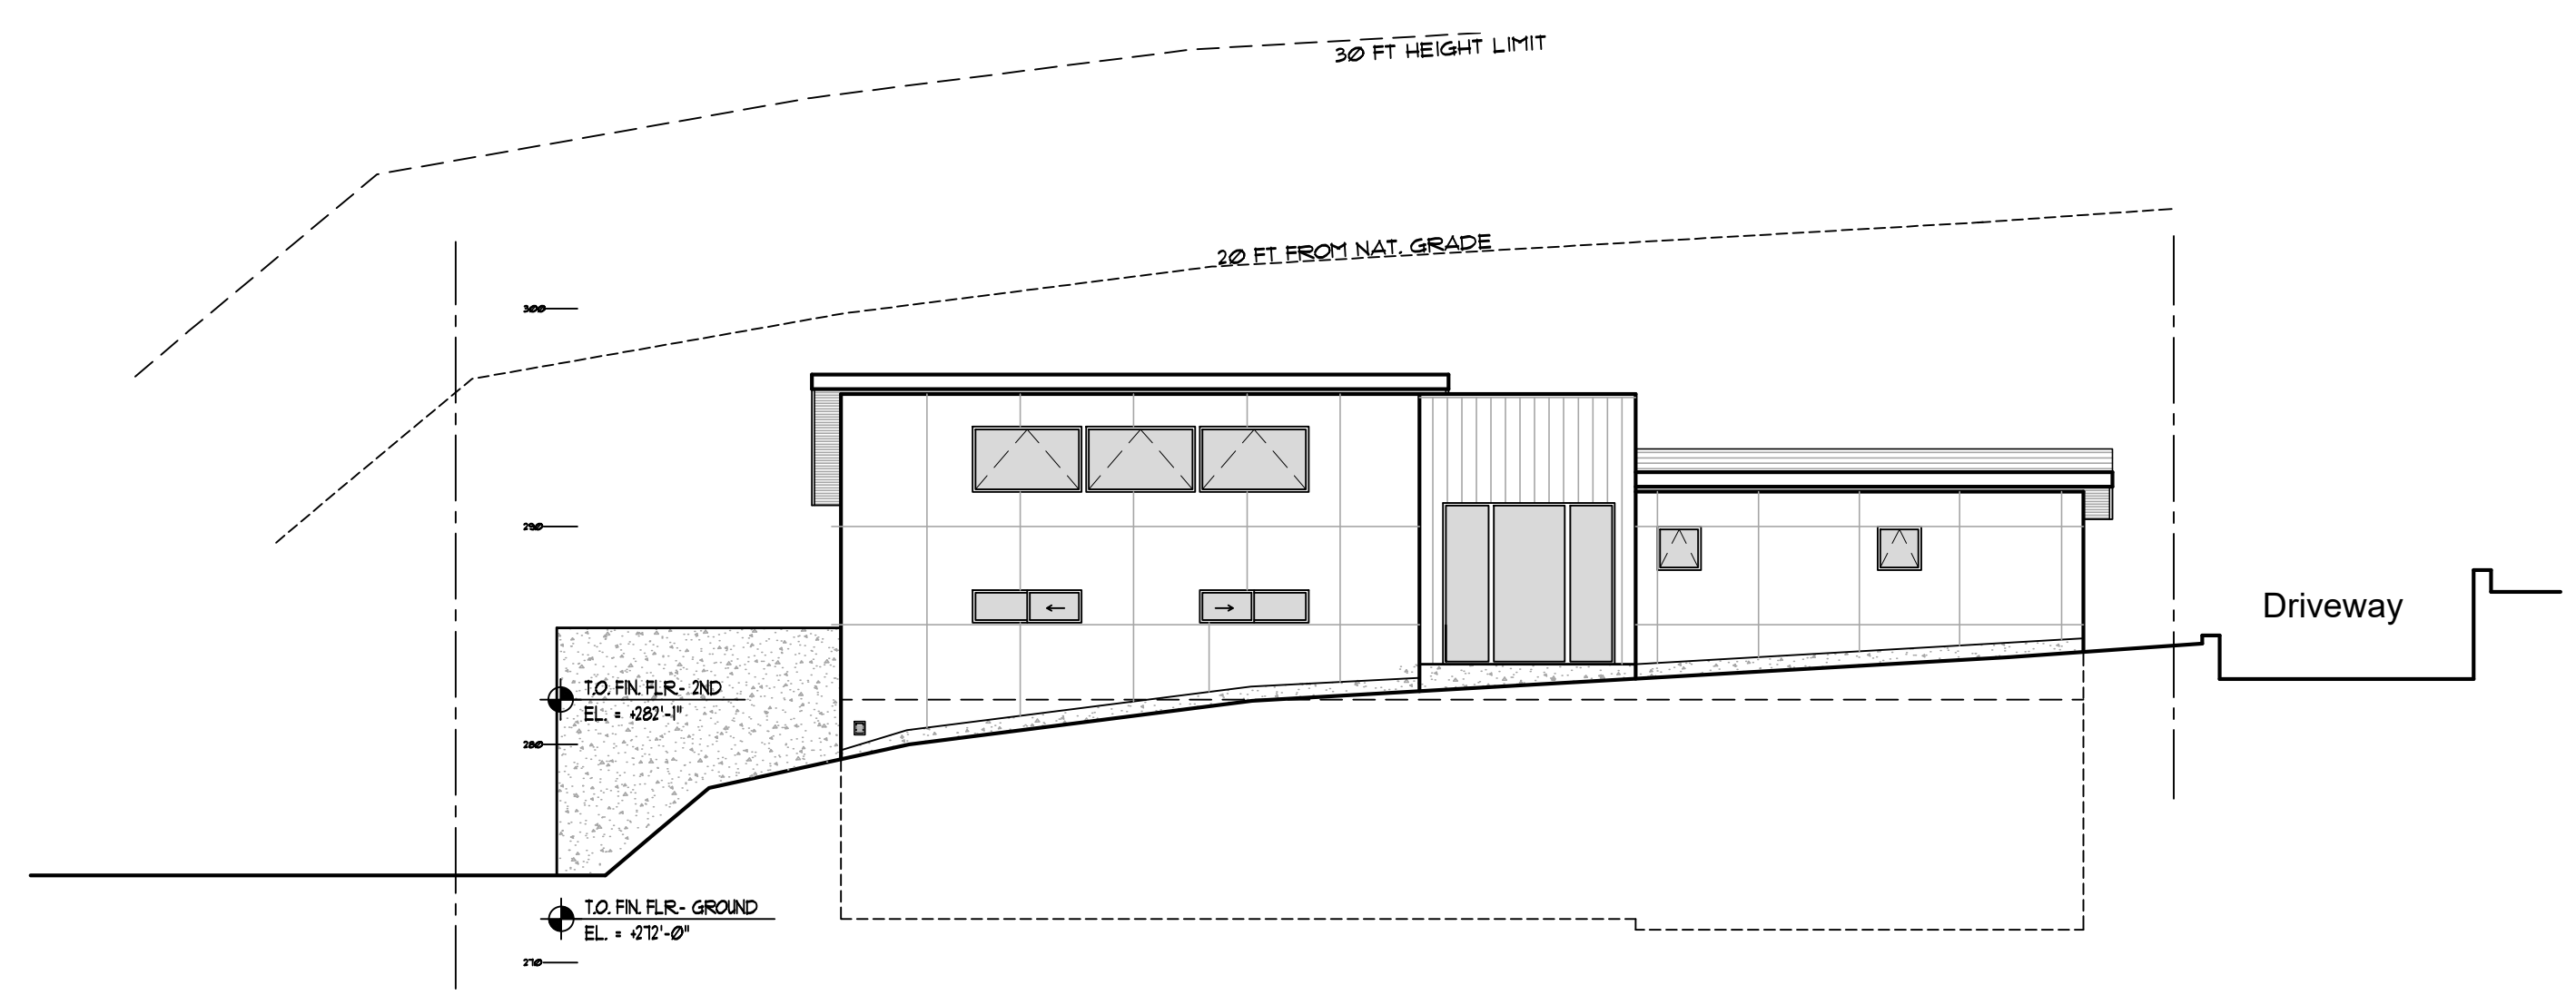 30 FT HEIGHT LIMIT
20 FT FROM NAT. GRADE
300
290
Driveway
T.O. FIN. FLR- 2ND
EL. = +282'-1"
280
T.O. FIN. FLR- GROUND
EL. = +272'-0"
270